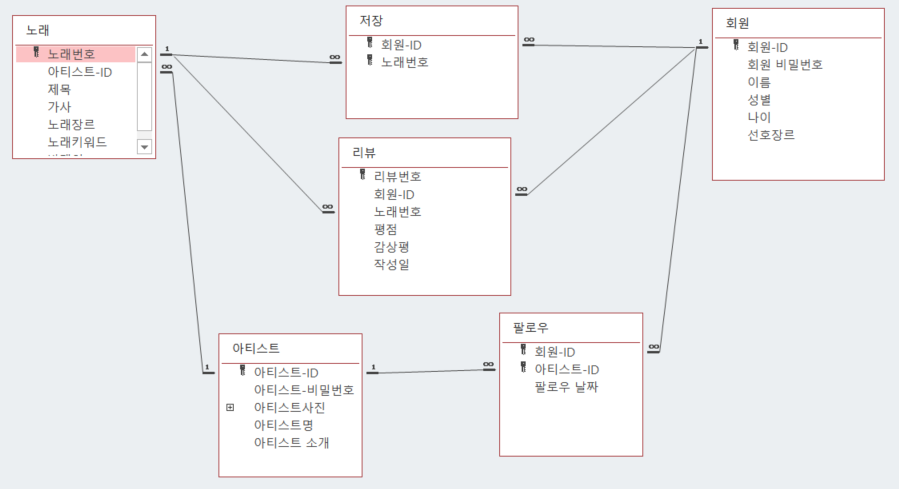 노래
노래번호
아티스트-ID
제목
가사
노래장르
노래키워드
저장
회원-ID
노래번호
회원
회원-ID
회원 비밀번호
이름
성별
나이
선호장르
리뷰
리뷰번호
회원-ID
노래번호
평점
감상평
작성일
아티스트
아티스트-ID
아티스트-비밀번호
아티스트사진
아티스트명
아티스트 소개
팔로우
회원-ID
아티스트-ID
팔로우 날짜
1
∞
∞
∞
∞
∞
1
1
1
∞
∞